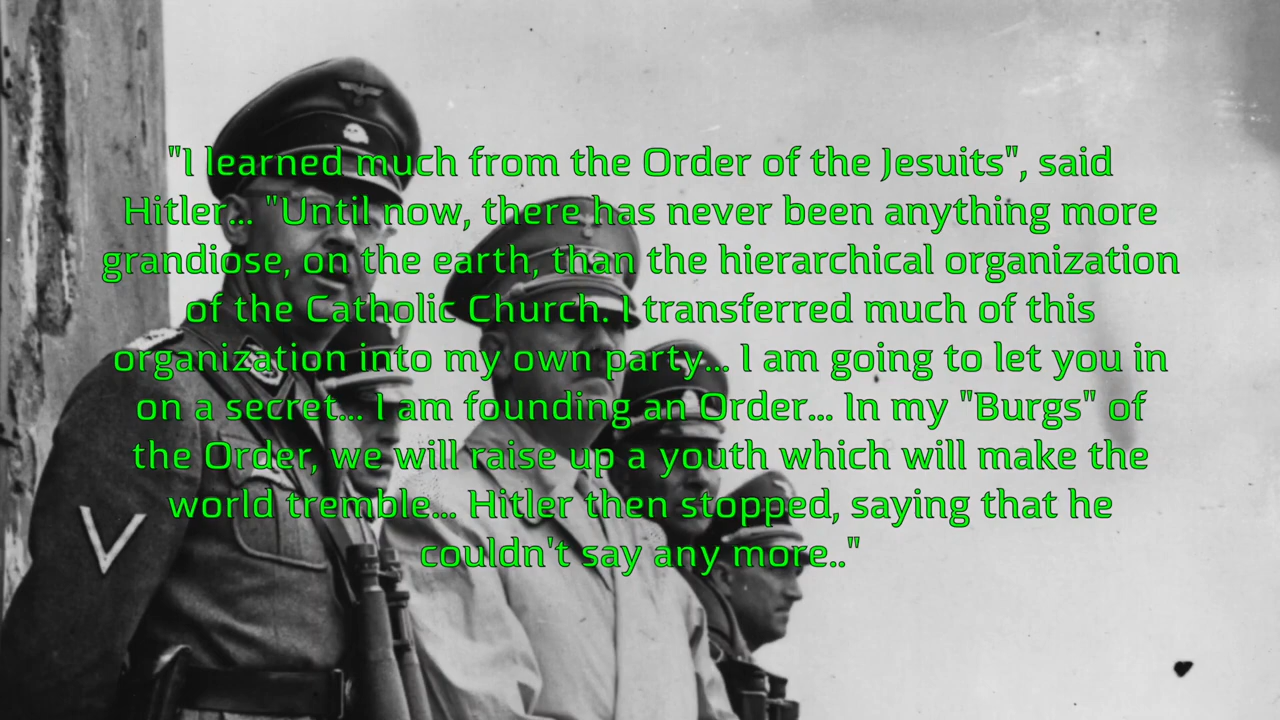 "I learned much from the Order of the Jesuits", said
Hitler... "Until now, there has never been anything more
grandiose, on the earth, than the hierarchical organization
of the Catholic Church. I transferred much of this
organization into my own party... I am going to let you in
on a secret... I am founding an Order... In my "Burgs" of
the Order, we will raise up a youth which will make the
world tremble... Hitler then stopped, saying that he
couldn't say any more.."